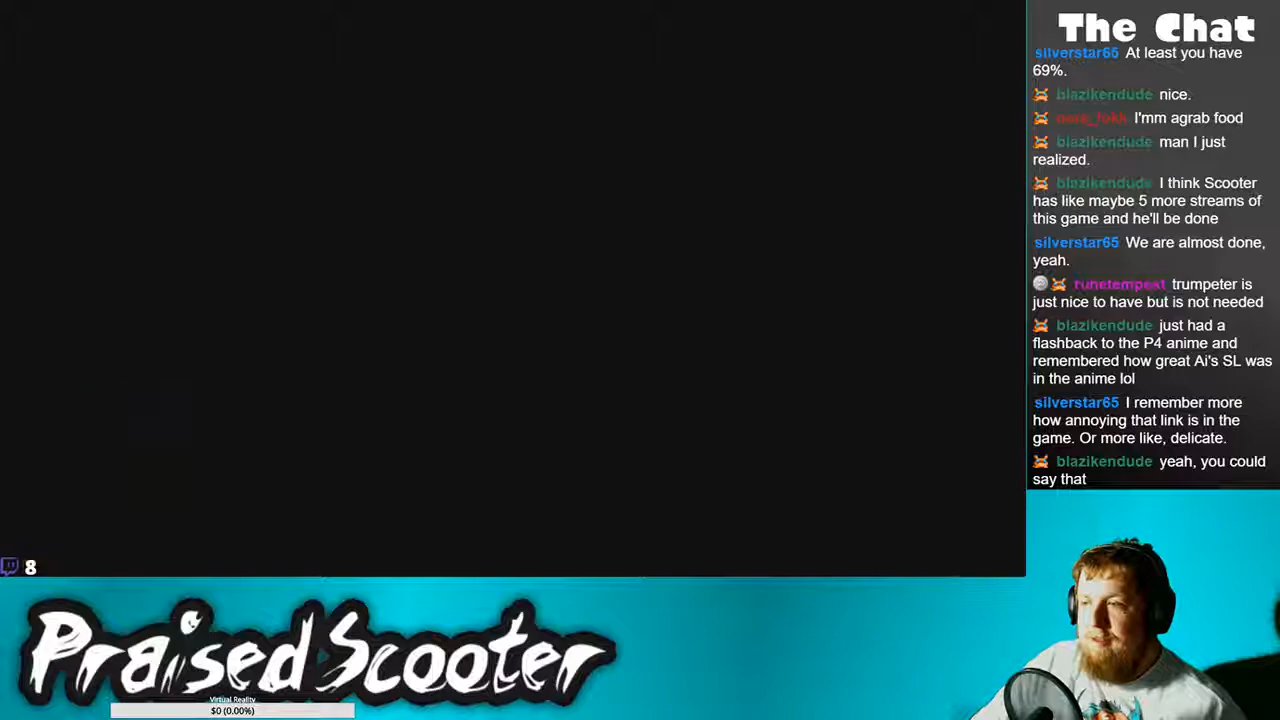 The Chat
silverstar65 At least you have
69%.
blazikendude nice.
I'mm agrab food
blazikendude man I just
realized.
blazikendude I think Scooter
has like maybe 5 more streams of
this game and he'll be done
silverstar65 We are almost done,
yeah.
runetempest trumpeter is
just nice to have but is not needed
blazikendude just had a
flashback to the P4 anime and
remembered how great Ai's SL was
in the anime lol
silverstar65 I remember more
how annoying that link is in the
game. Or more like, delicate.
blazikendude yeah, you could
say that
8
PraisedScooter
Virtual Reality
$0 (0.00%)